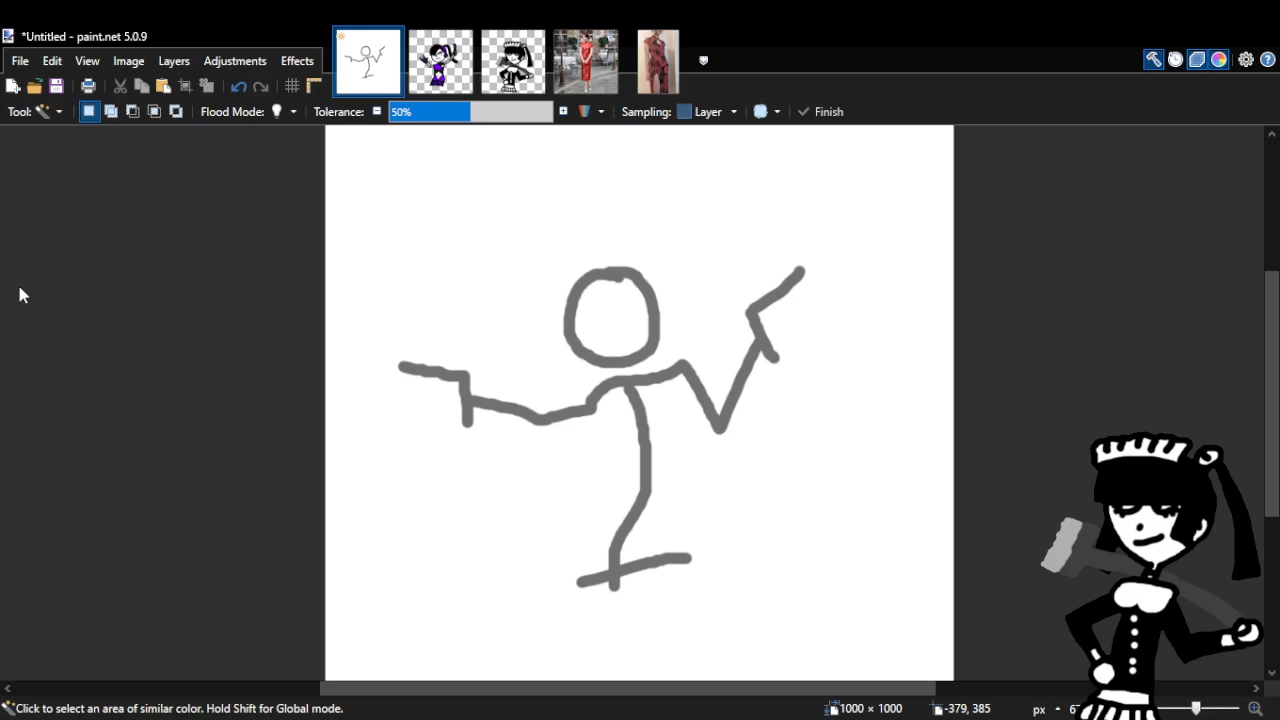 *Untitled - paint.net 5.0.9
File Edit View Image Layers Adjustments Effects
Tool: Flood Mode: Tolerance: 50% Sampling: Layer Finish
Click to select an area of similar color. Hold Shift for Global mode. 1000 × 1000 -379, 385 px